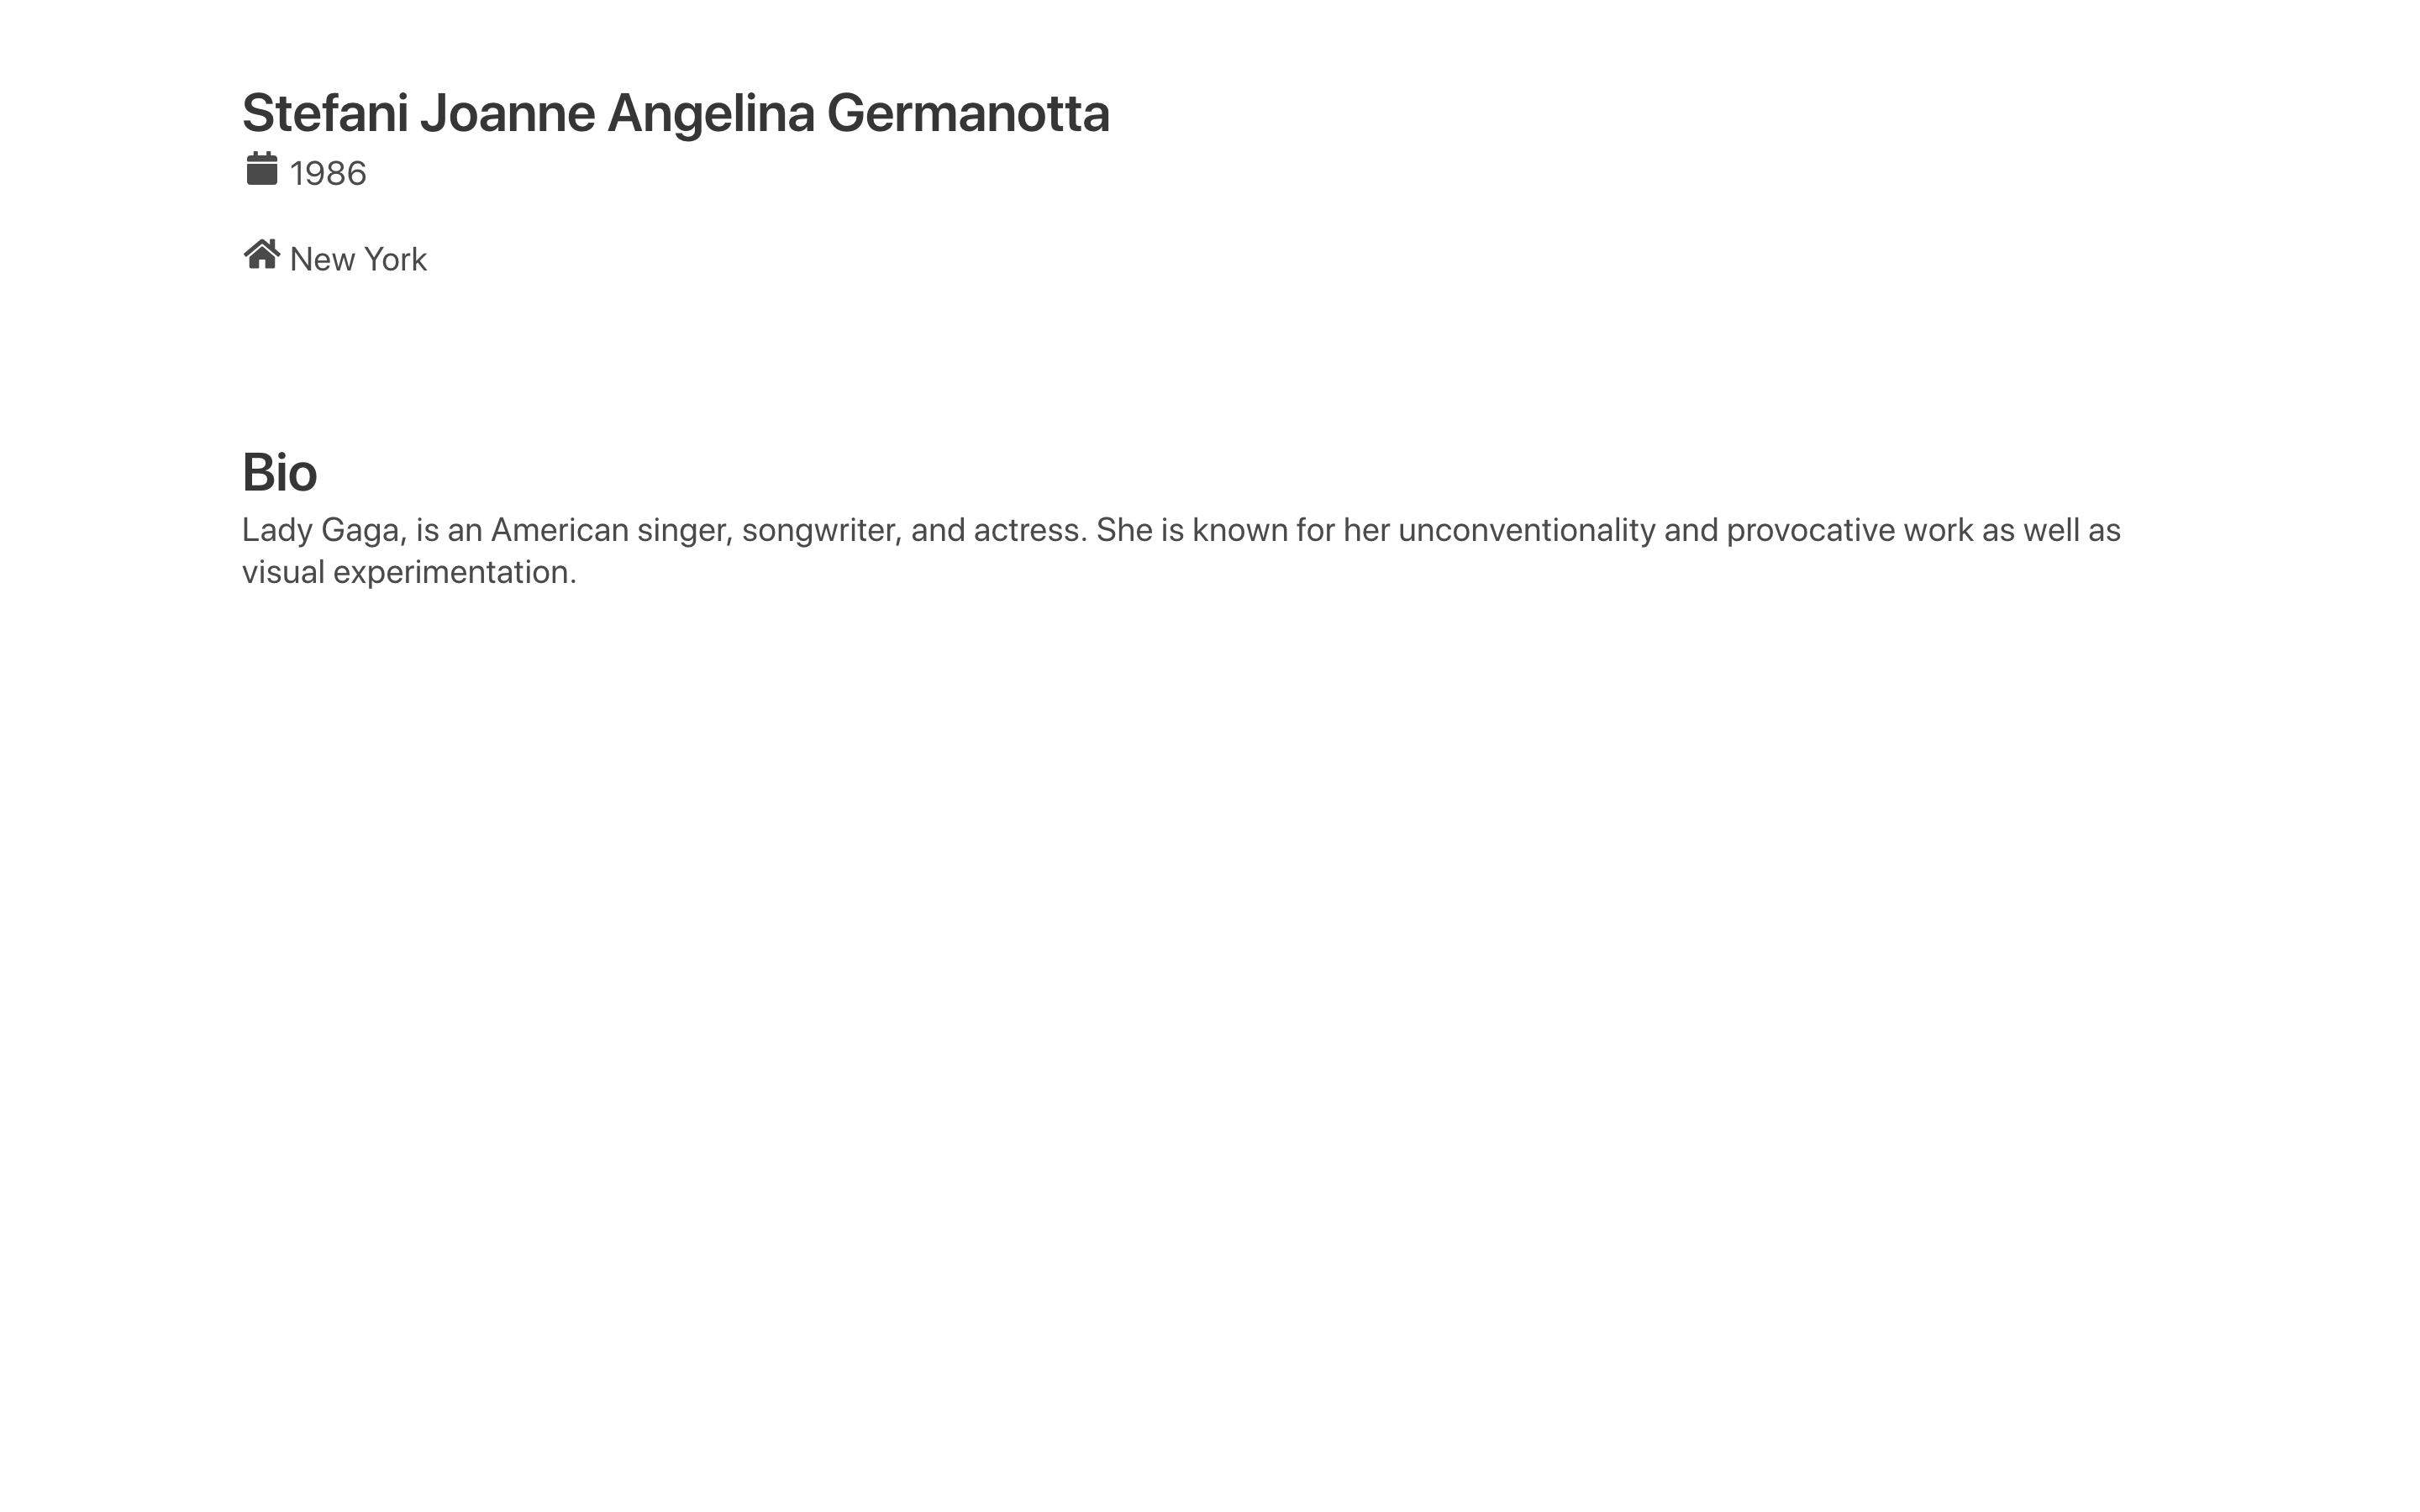 Stefani Joanne Angelina Germanotta
1986
New York
Bio
Lady Gaga, is an American singer, songwriter, and actress. She is known for her unconventionality and provocative work as well as
visual experimentation.